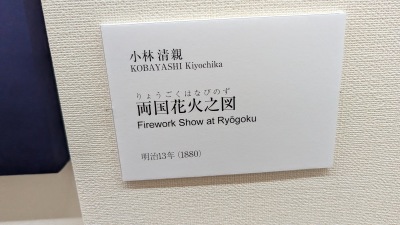 小林 清親
KOBAYASHI Kiyochika
りょうごくはなびのず
両国花火之図
Firework Show at Ryōgoku
明治13年（1880）